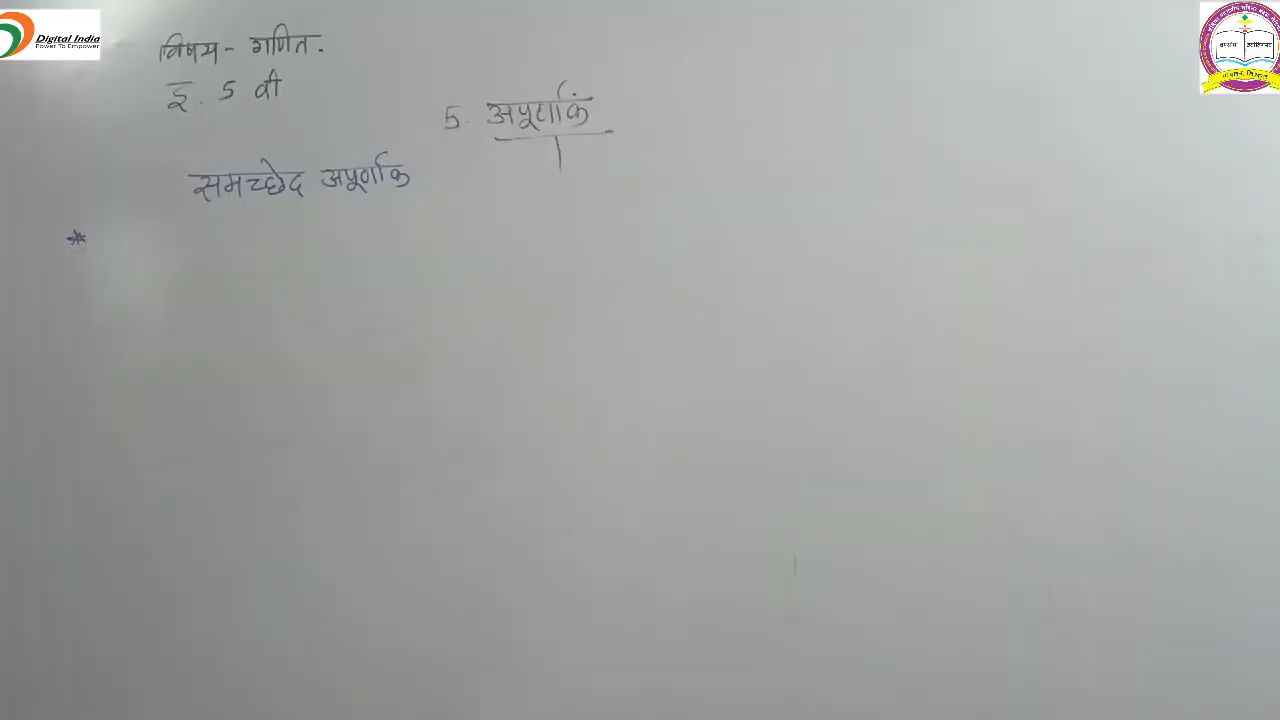 Digital India
Power To Empower
विषय - गणित.
इ. 5 वी
5. अपूर्णांक
समच्छेद अपूर्णांक
*